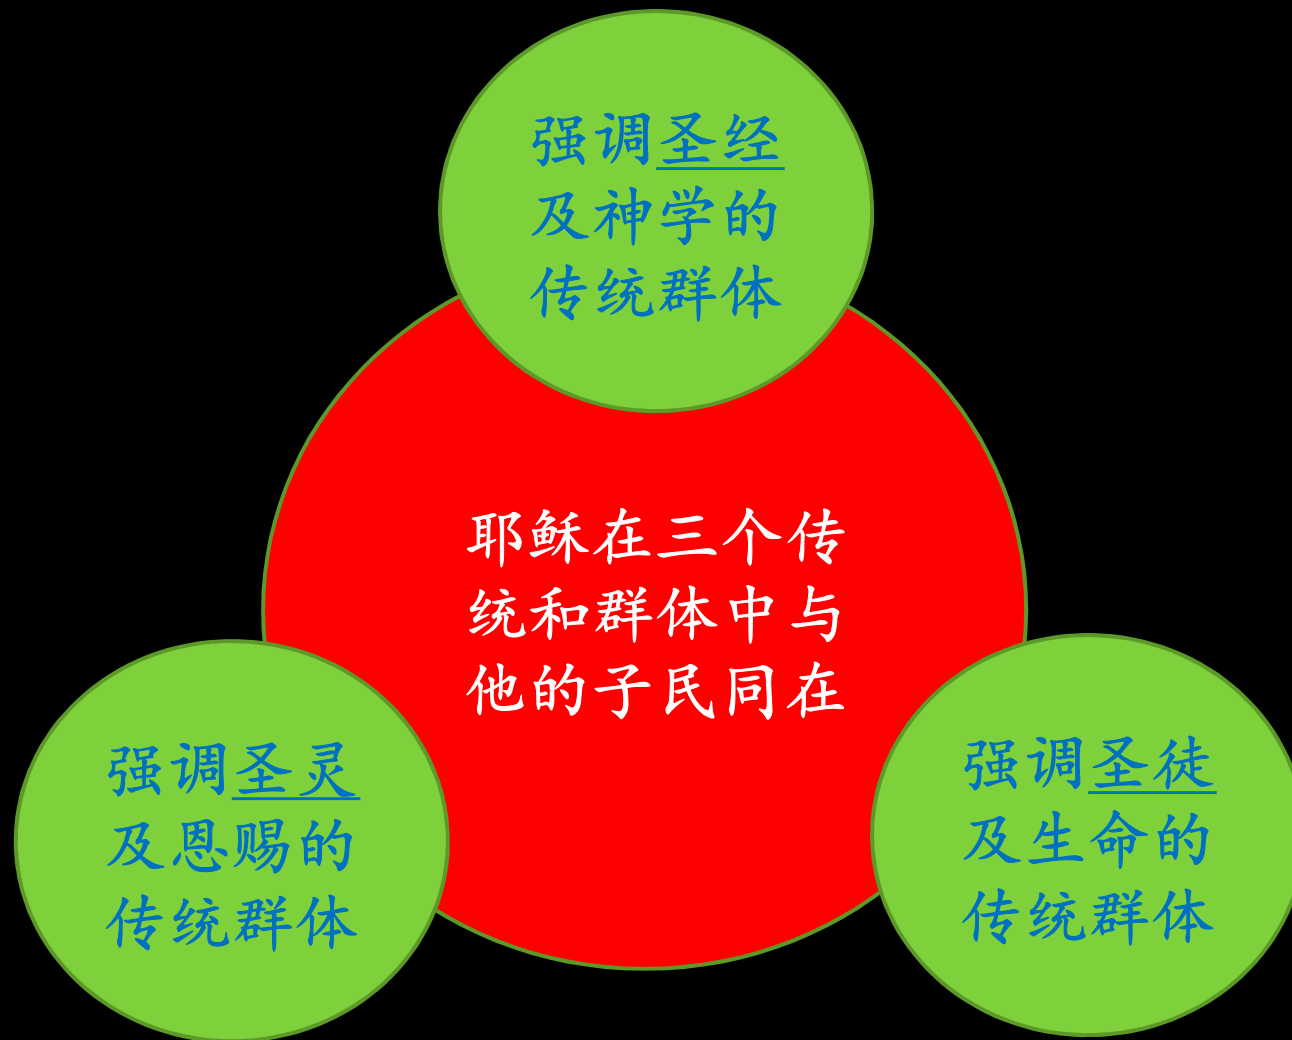 强调圣经
及神学的
传统群体
耶稣在三个传
统和群体中与
他的子民同在
强调圣灵
及恩赐的
传统群体
强调圣徒
及生命的
传统群体